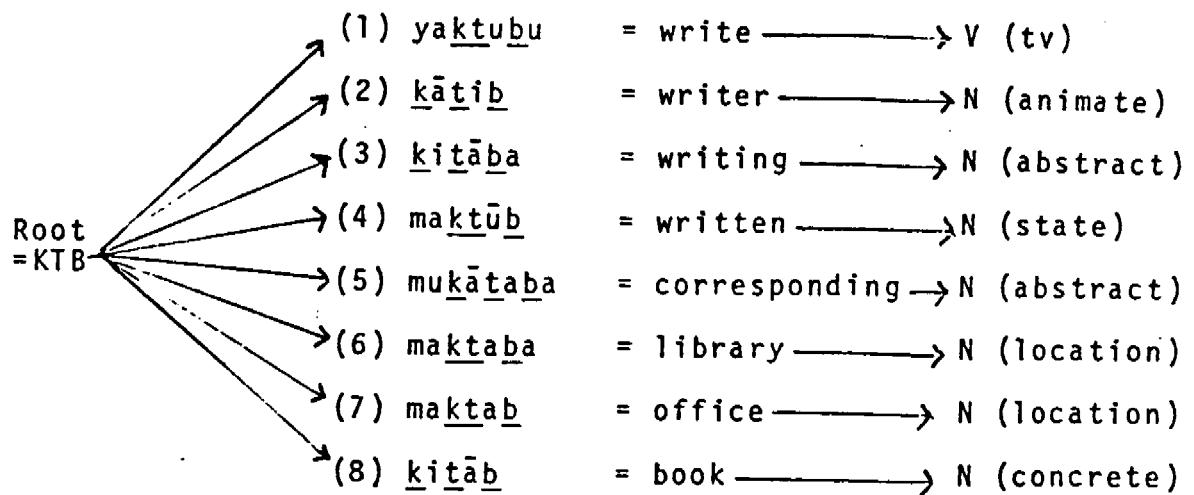 (1) yaktubu = write → V (tv)
(2) kātib = writer → N (animate)
(3) kitāba = writing → N (abstract)
(4) maktūb = written → N (state)
Root
=KTB
(5) mukātaba = corresponding → N (abstract)
(6) maktaba = library → N (location)
(7) maktab = office → N (location)
(8) kitāb = book → N (concrete)